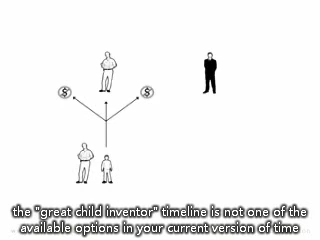 $ $
the "great child inventor" timeline is not one of the
available options in your current version of time